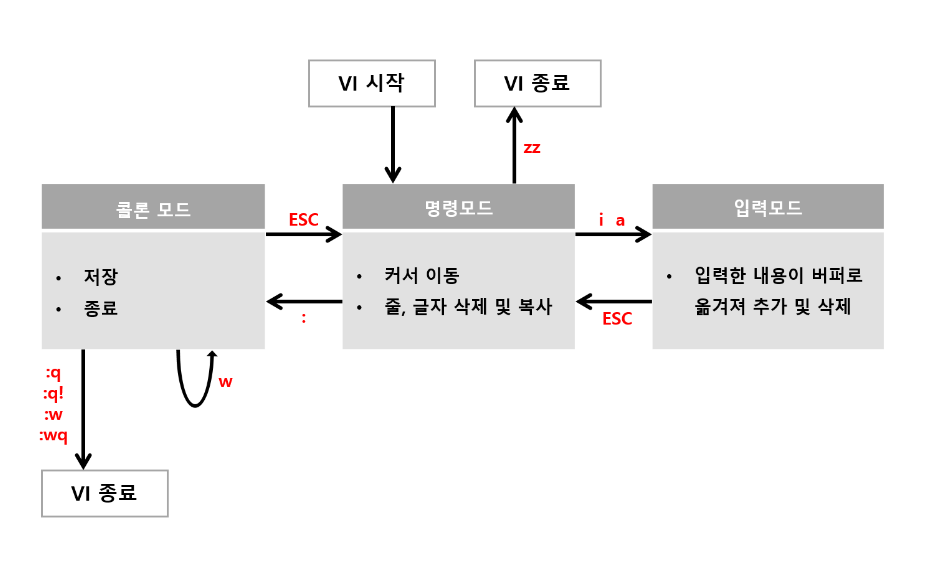 VI 시작
VI 종료
zz
콜론 모드
ESC
명령모드
i a
입력모드
• 저장
• 종료
:
• 커서 이동
• 줄, 글자 삭제 및 복사
ESC
• 입력한 내용이 버퍼로
옮겨져 추가 및 삭제
:q
:q!
:w
:wq
w
VI 종료